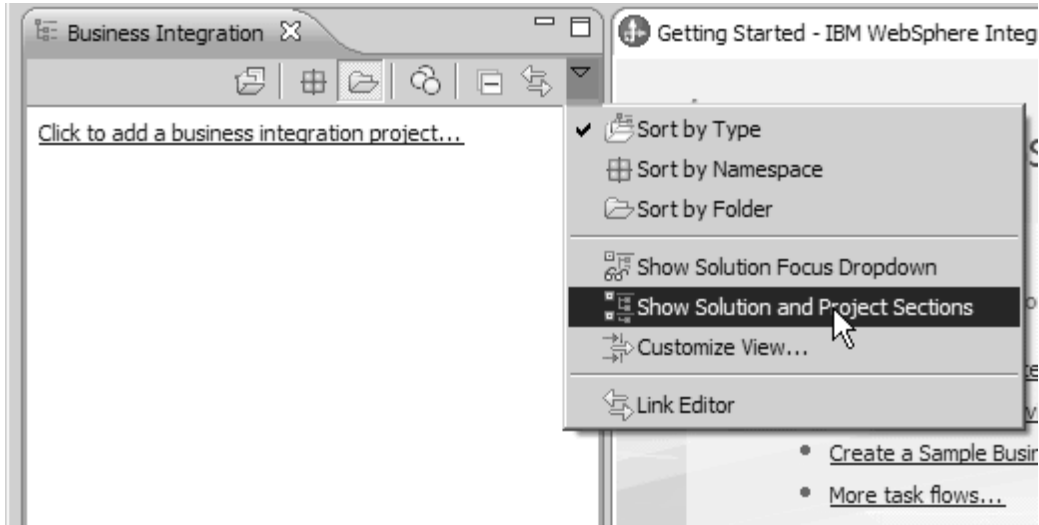 Business Integration
Getting Started - IBM WebSphere Integ
Click to add a business integration project...
Sort by Type
Sort by Namespace
Sort by Folder
Show Solution Focus Dropdown
Show Solution and Project Sections
Customize View...
Link Editor
Create a Sample Busin
More task flows...